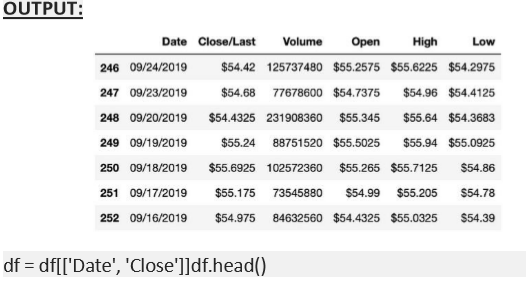 OUTPUT:
Date Close/Last Volume Open High Low
246 09/24/2019 $54.42 125737480 $55.2575 $55.6225 $54.2975
247 09/23/2019 $54.68 77678600 $54.7375 $54.96 $54.4125
248 09/20/2019 $54.4325 231908360 $55.345 $55.64 $54.3683
249 09/19/2019 $55.24 88751520 $55.5025 $55.94 $55.0925
250 09/18/2019 $55.6925 102572360 $55.265 $55.7125 $54.86
251 09/17/2019 $55.175 73545880 $54.99 $55.205 $54.78
252 09/16/2019 $54.975 84632560 $54.4325 $55.0325 $54.39
df = df[['Date', 'Close']]df.head()